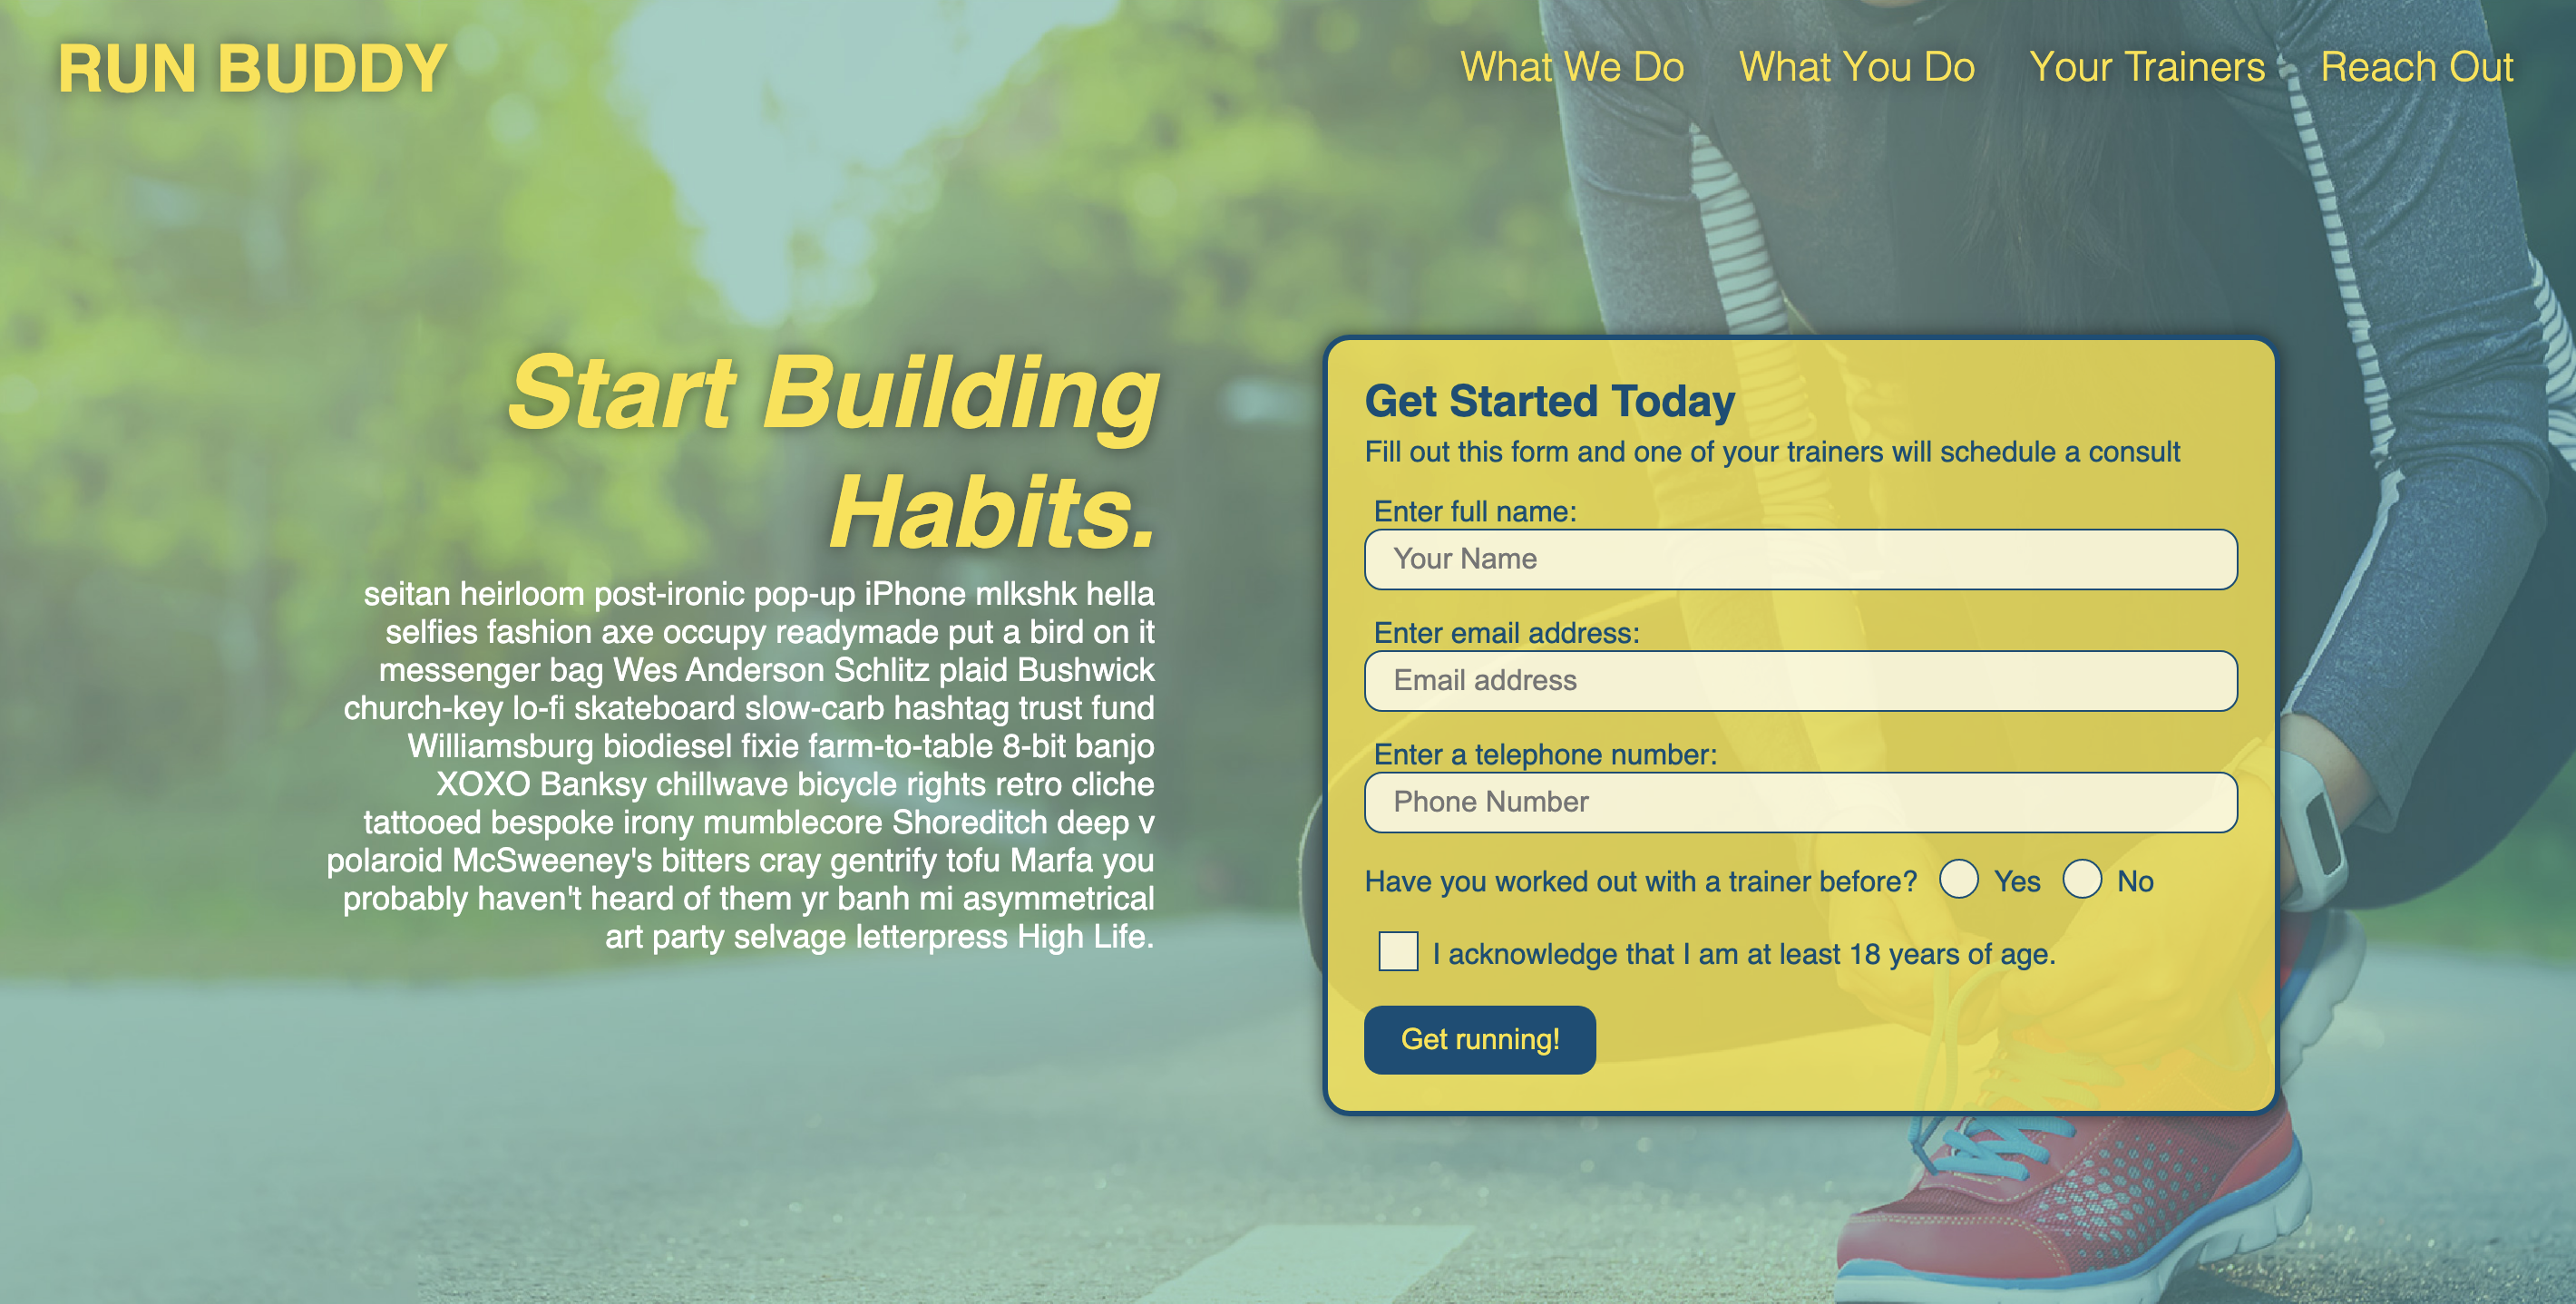 RUN BUDDY
What We Do
What You Do
Your Trainers
Reach Out
Start Building
Habits.
seitan heirloom post-ironic pop-up iPhone mlkshk hella
selfies fashion axe occupy readymade put a bird on it
messenger bag Wes Anderson Schlitz plaid Bushwick
church-key lo-fi skateboard slow-carb hashtag trust fund
Williamsburg biodiesel fixie farm-to-table 8-bit banjo
XOXO Banksy chillwave bicycle rights retro cliche
tattooed bespoke irony mumblecore Shoreditch deep v
polaroid McSweeney's bitters cray gentrify tofu Marfa you
probably haven't heard of them yr banh mi asymmetrical
art party selvage letterpress High Life.
Get Started Today
Fill out this form and one of your trainers will schedule a consult
Enter full name:
Your Name
Enter email address:
Email address
Enter a telephone number:
Phone Number
Have you worked out with a trainer before? Yes No
I acknowledge that I am at least 18 years of age.
Get running!